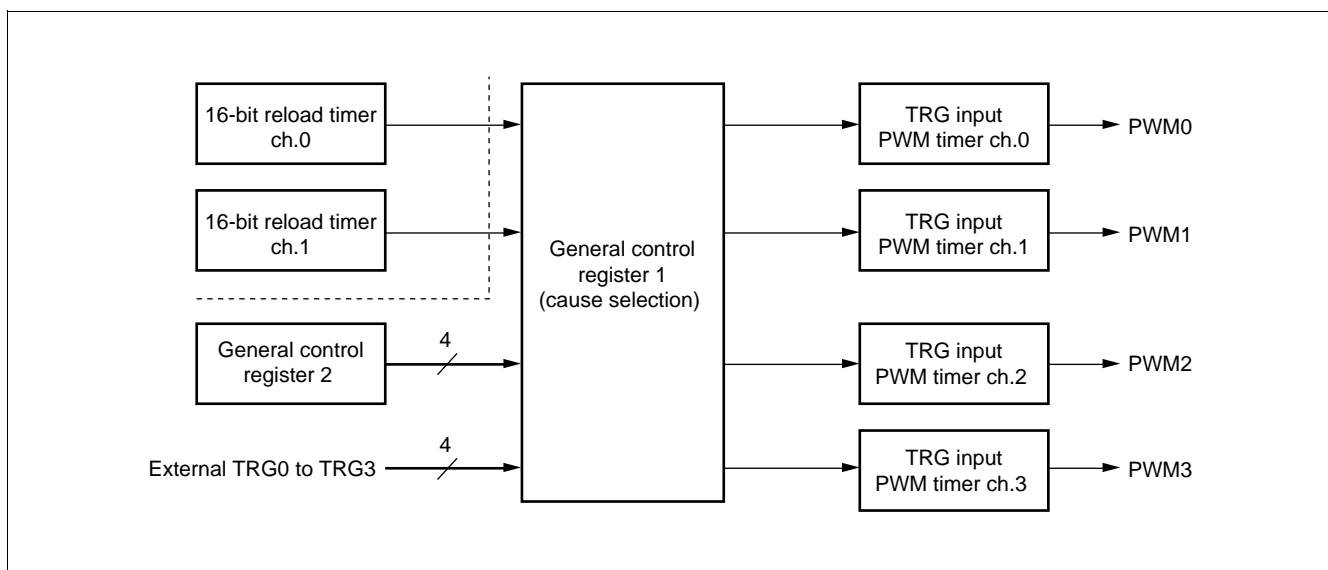 16-bit reload timer
ch.0
16-bit reload timer
ch.1
General control
register 2
4
External TRG0 to TRG3
4
General control
register 1
(cause selection)
TRG input
PWM timer ch.0
PWM0
TRG input
PWM timer ch.1
PWM1
TRG input
PWM timer ch.2
PWM2
TRG input
PWM timer ch.3
PWM3